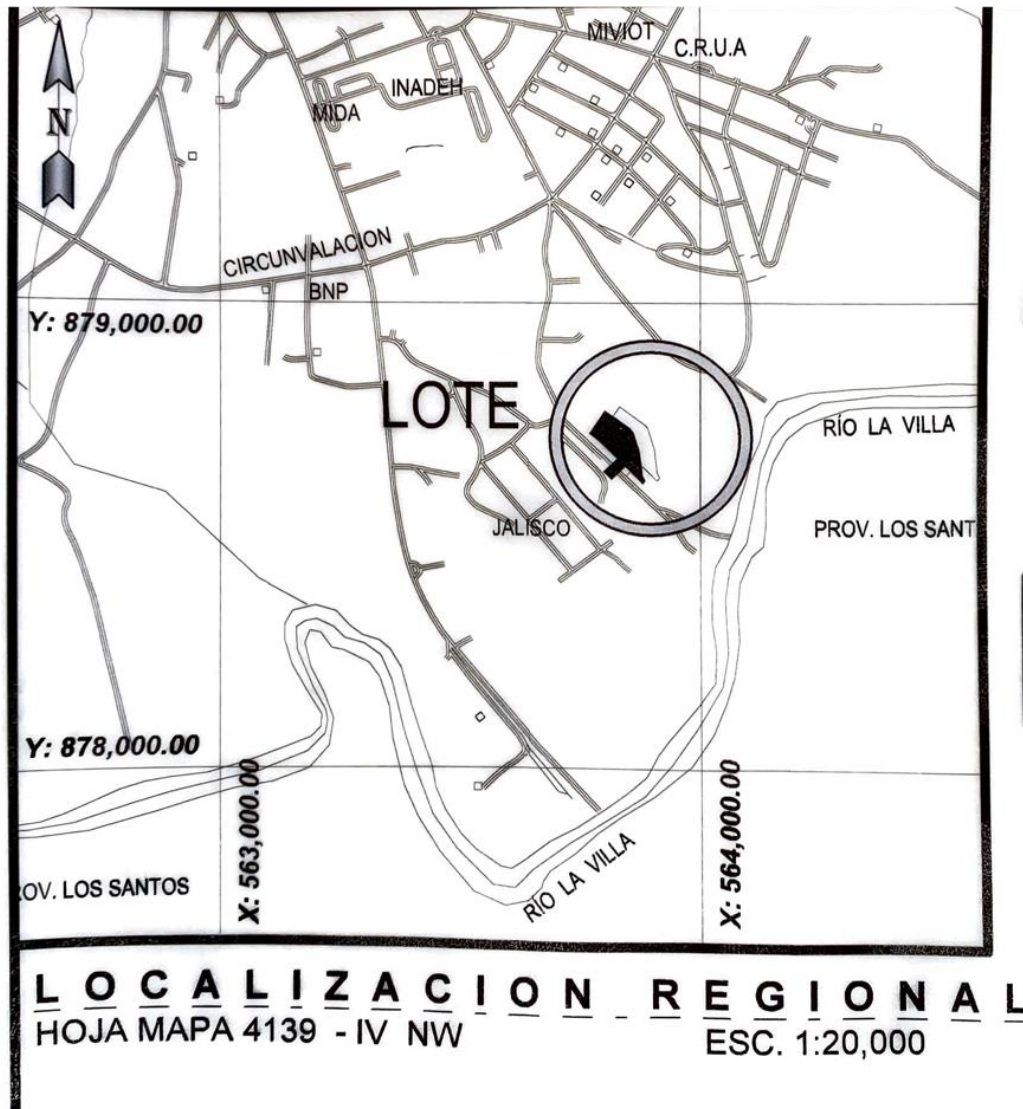 MIVIOT
C.R.U.A
N
MIDA
INADEH
CIRCUNVALACION
BNP
Y: 879,000.00
LOTE
RÍO LA VILLA
JALISCO
PROV. LOS SANT
Y: 878,000.00
X: 563,000.00
X: 564,000.00
ROV. LOS SANTOS
RÍO LA VILLA
LOCALIZACION REGIONAL
HOJA MAPA 4139 - IV NW
ESC. 1:20,000